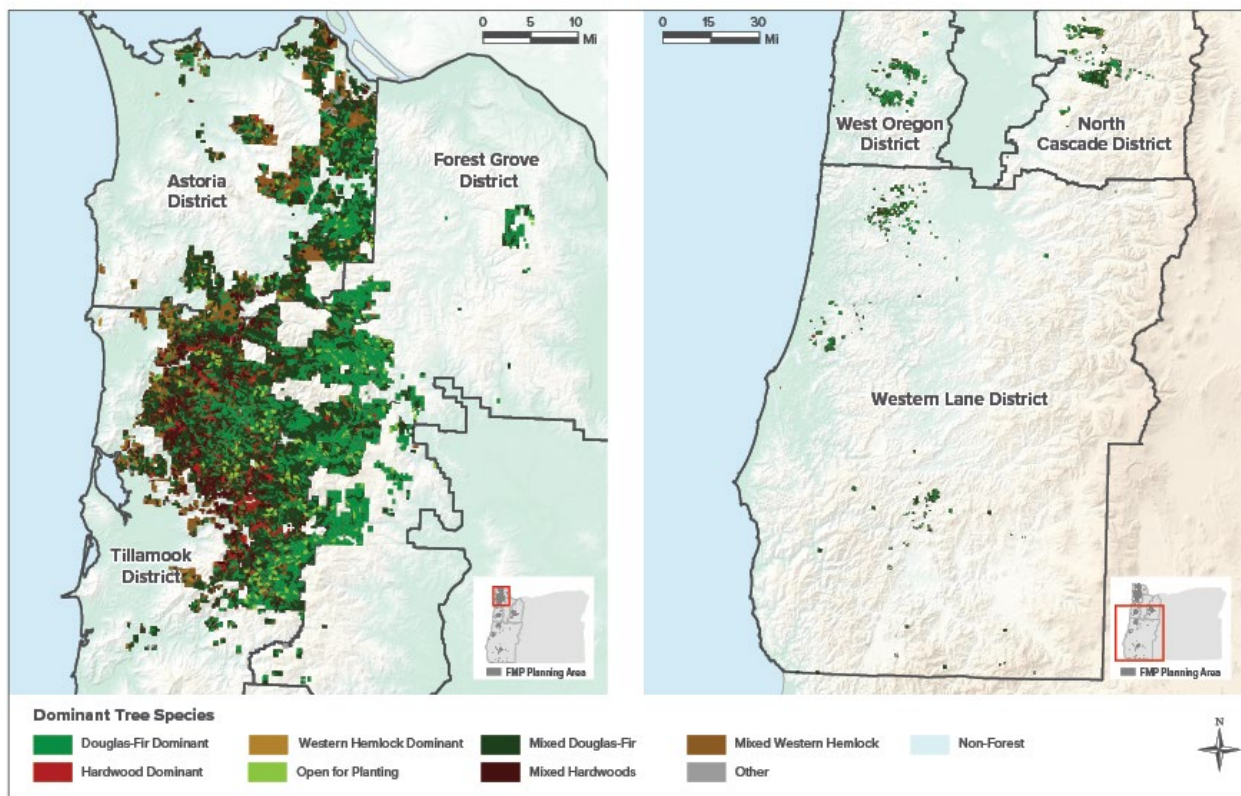 0 5 10
Mi
0 15 30
Mi
Astoria
District
Forest Grove
District
Tillamook
District
FMP Planning Area
West Oregon
District
North
Cascade District
Western Lane District
FMP Planning Area
Dominant Tree Species
Douglas-Fir Dominant
Western Hemlock Dominant
Mixed Douglas-Fir
Mixed Western Hemlock
Non-Forest
Hardwood Dominant
Open for Planting
Mixed Hardwoods
Other
N